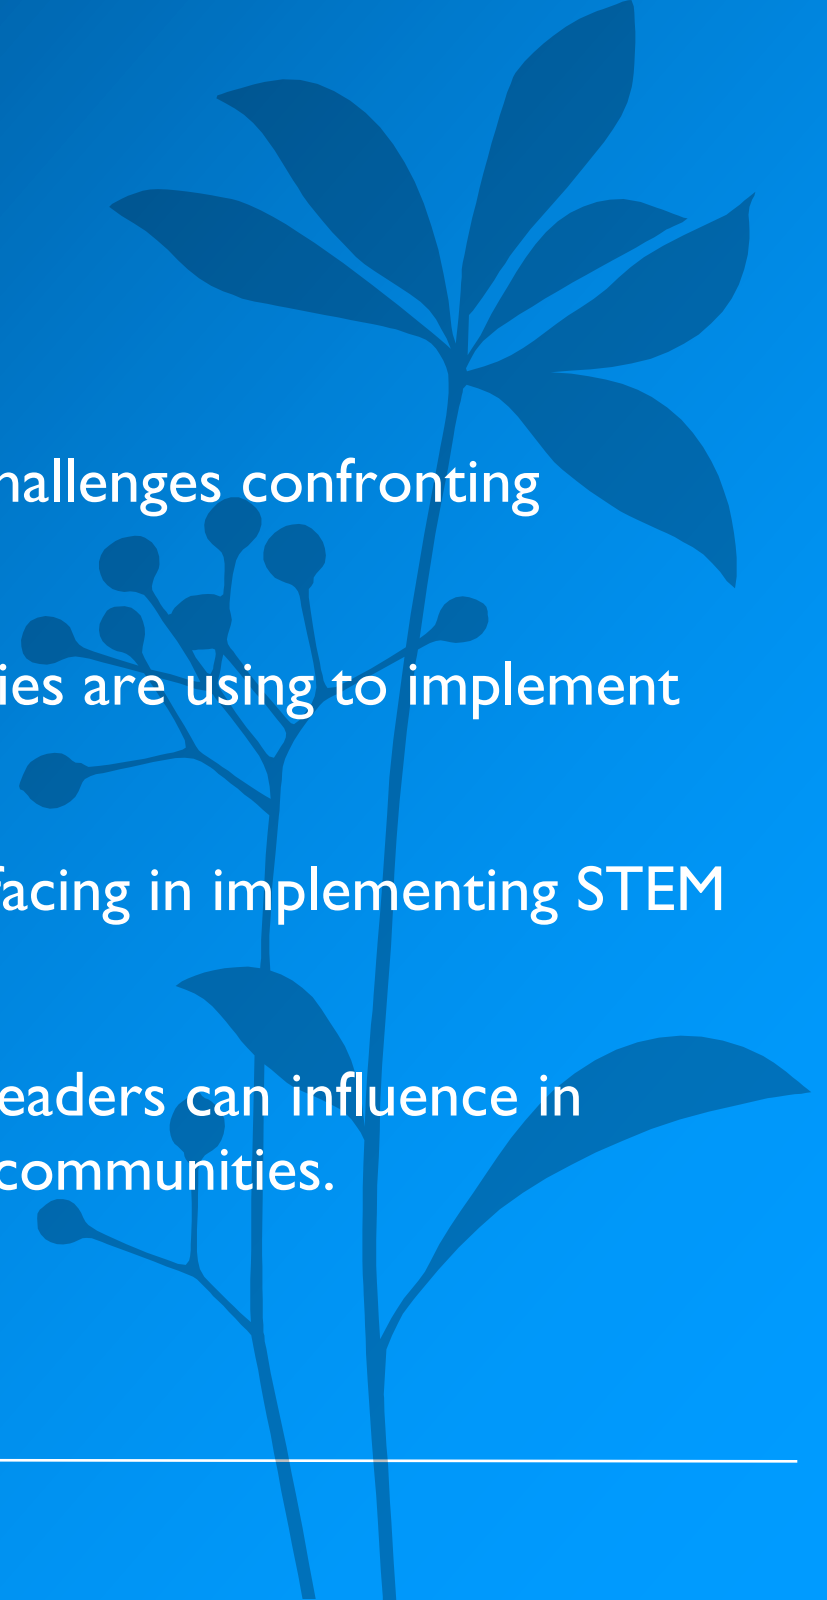 hallenges confronting
ies are using to implement
facing in implementing STEM
eaders can influence in
communities.